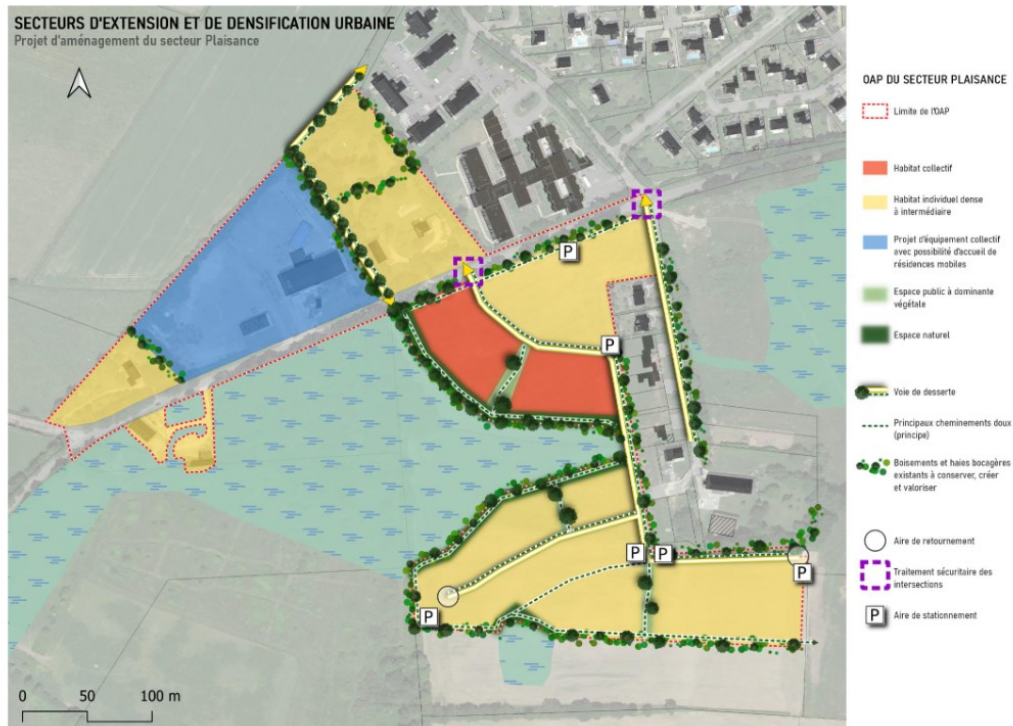 SECTEURS D'EXTENSION ET DE DENSIFICATION URBAINE
Projet d'aménagement du secteur Plaisance
P
P
P
P
P
P
0 50 100 m
OAP DU SECTEUR PLAISANCE
Limite de l'OAP
Habitat collectif
Habitat individuel dense
à intermédiaire
Projet d'équipement collectif
avec possibilité d'accueil de
résidences mobiles
Espace public à dominante
végétale
Espace naturel
Voie de desserte
Principaux cheminements doux
(principe)
Boisements et haies bocagères
existants à conserver, créer
et valoriser
Aire de retournement
Traitement sécuritaire des
intersections
P Aire de stationnement